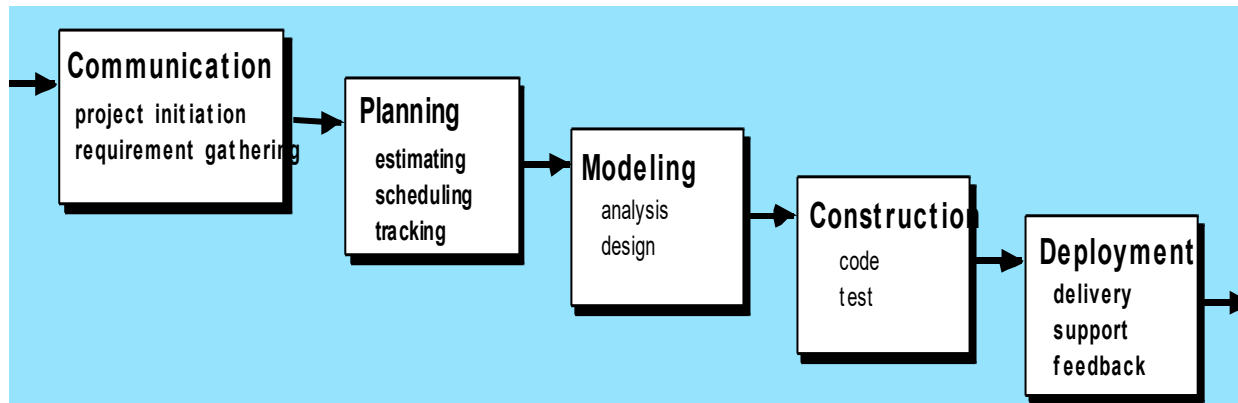 Communication
project initiation
requirement gathering
Planning
estimating
scheduling
tracking
Modeling
analysis
design
Construction
code
test
Deployment
delivery
support
feedback